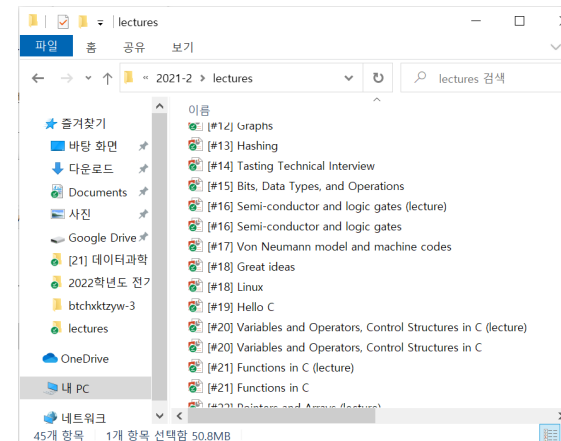 lectures
파일 홈 공유 보기
« 2021-2 > lectures
lectures 검색
이름
즐겨찾기
바탕 화면
다운로드
Documents
사진
Google Drive
[21] 데이터과학
2022학년도 전기
btchxktzyw-3
lectures
OneDrive
내 PC
네트워크
[#12] Graphs
[#13] Hashing
[#14] Tasting Technical Interview
[#15] Bits, Data Types, and Operations
[#16] Semi-conductor and logic gates (lecture)
[#16] Semi-conductor and logic gates
[#17] Von Neumann model and machine codes
[#18] Great ideas
[#18] Linux
[#19] Hello C
[#20] Variables and Operators, Control Structures in C (lecture)
[#20] Variables and Operators, Control Structures in C
[#21] Functions in C (lecture)
[#21] Functions in C
[#22] Pointers and Arrays (lecture)
45개 항목 1개 항목 선택함 50.8MB